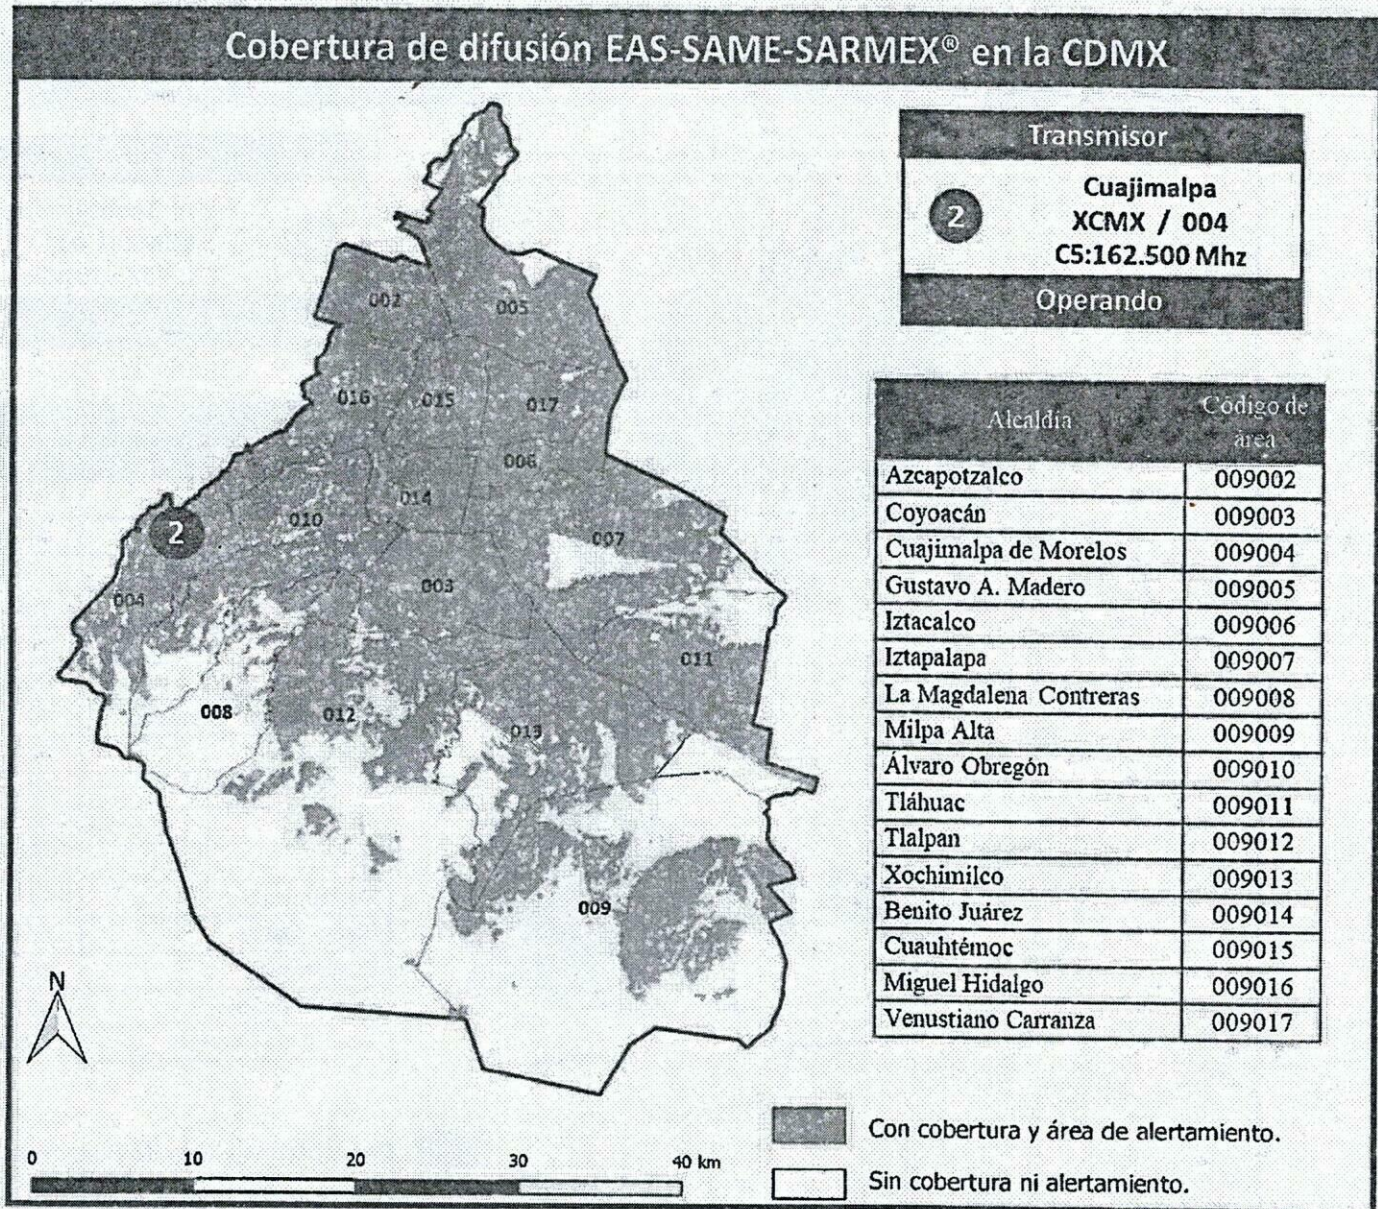 Cobertura de difusión EAS-SAME-SARMEX® en la CDMX
Transmisor
2
Cuajimalpa
XCMX / 004
C5:162.500 Mhz
Operando
002
005
016
015
017
006
014
010
2
007
003
004
011
008
012
013
009
Alcaldía
Código de
área
Azcapotzalco 009002
Coyoacán 009003
Cuajimalpa de Morelos 009004
Gustavo A. Madero 009005
Iztacalco 009006
Iztapalapa 009007
La Magdalena Contreras 009008
Milpa Alta 009009
Álvaro Obregón 009010
Tláhuac 009011
Tlalpan 009012
Xochimilco 009013
Benito Juárez 009014
Cuauhtémoc 009015
Miguel Hidalgo 009016
Venustiano Carranza 009017
N
0 10 20 30 40 km
Con cobertura y área de alertamiento.
Sin cobertura ni alertamiento.